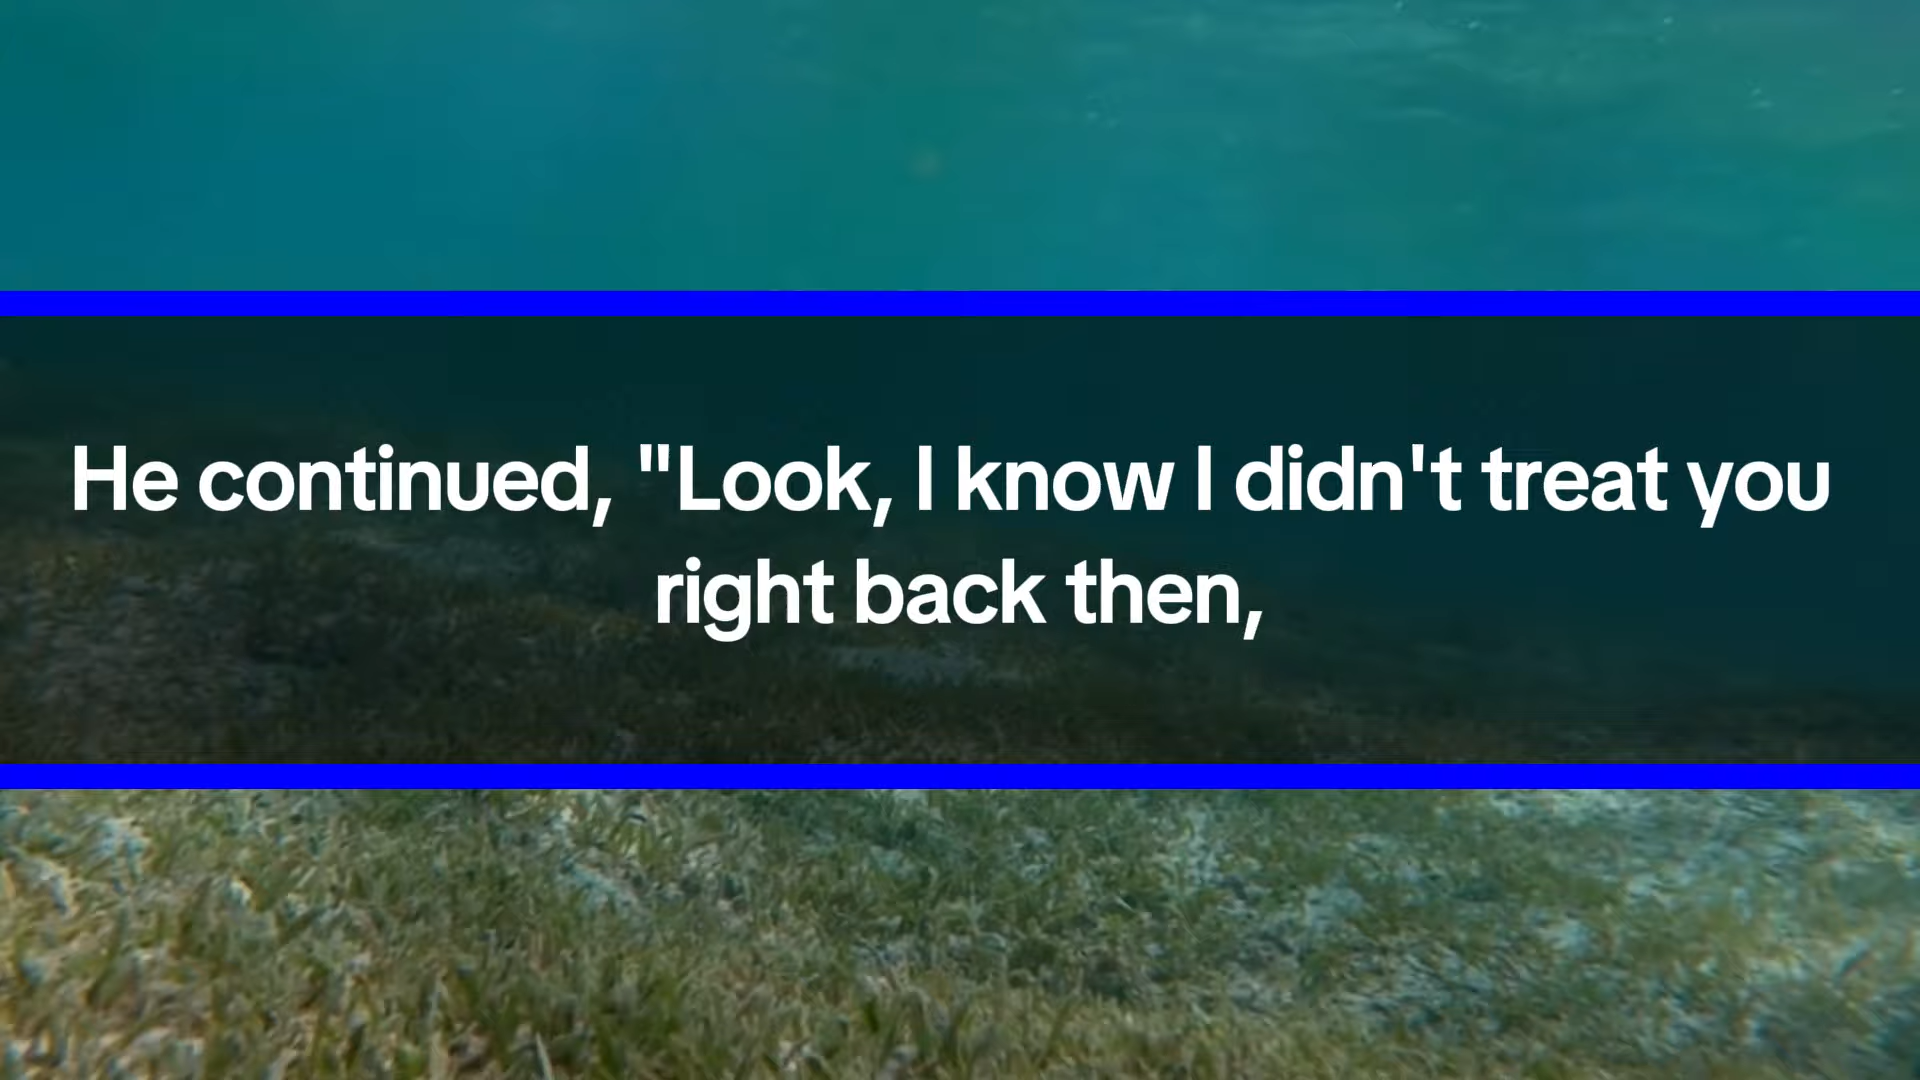 He continued, "Look, I know I didn't treat you
right back then,